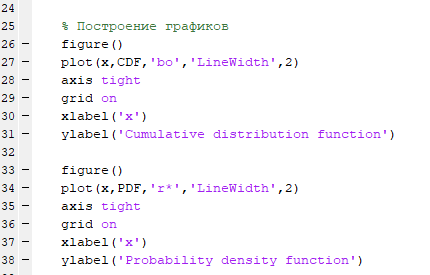 24
25 % Построение графиков
26 – figure()
27 – plot(x,CDF,'bo','LineWidth',2)
28 – axis tight
29 – grid on
30 – xlabel('x')
31 – ylabel('Cumulative distribution function')
32
33 – figure()
34 – plot(x,PDF,'r*','LineWidth',2)
35 – axis tight
36 – grid on
37 – xlabel('x')
38 – ylabel('Probability density function')